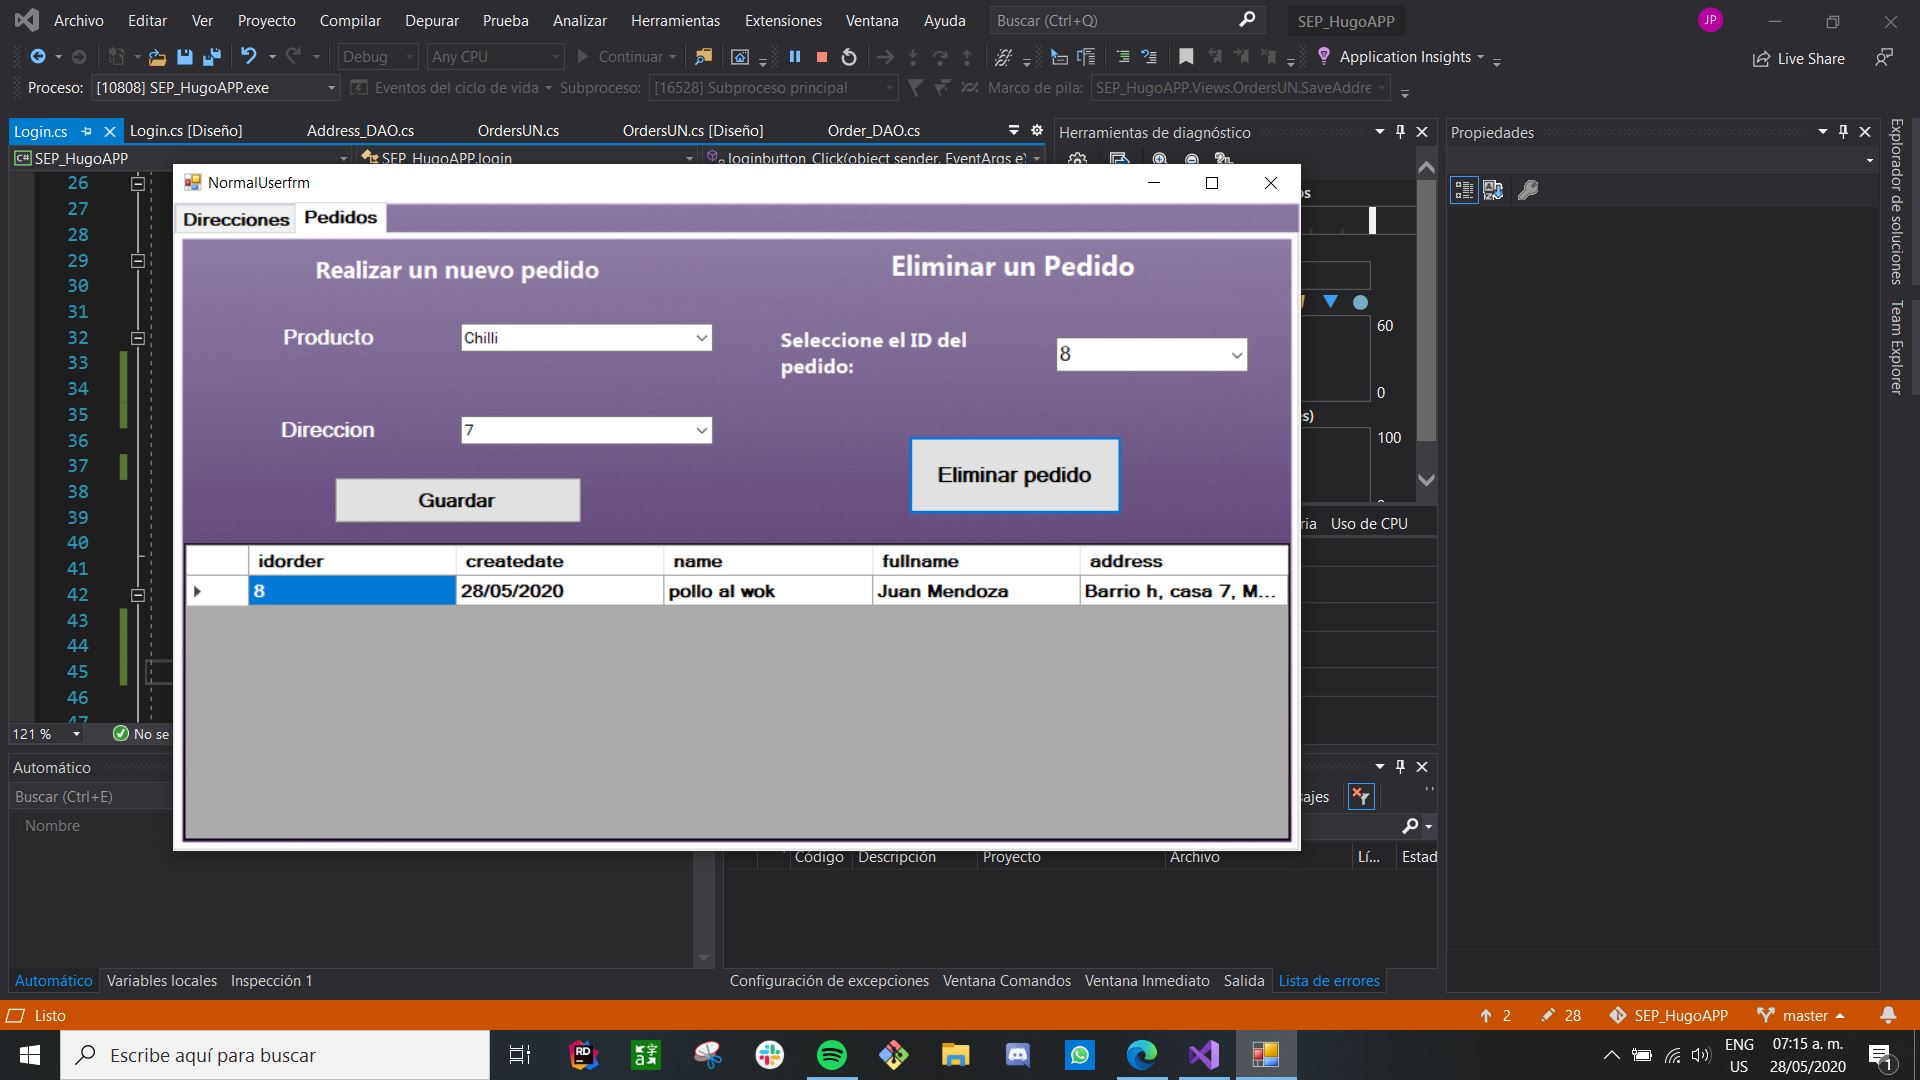 Archivo Editar Ver Proyecto Compilar Depurar Prueba Analizar Herramientas Extensiones Ventana Ayuda Buscar (Ctrl+Q) SEP_HugoAPP JP
Debug Any CPU Continuar Application Insights Live Share
Proceso: [10808] SEP_HugoAPP.exe Eventos del ciclo de vida Subproceso: [16528] Subproceso principal Marco de pila: SEP_HugoAPP.Views.OrdersUN.SaveAddre
Login.cs Login.cs [Diseño] Address_DAO.cs OrdersUN.cs OrdersUN.cs [Diseño] Order_DAO.cs Herramientas de diagnóstico Propiedades
SEP_HugoAPP SEP_HugoAPP.login loginbutton_Click(object sender, EventArgs e)
Explorador de soluciones
Team Explorer
26
27
28
29
30
31
32
33
34
35
36
37
38
39
40
41
42
43
44
45
46
47
NormalUserfrm
Direcciones Pedidos
Realizar un nuevo pedido Eliminar un Pedido
Producto Chilli Seleccione el ID del
pedido: 8
Direccion 7
Guardar Eliminar pedido
idorder createdate name fullname address
8 28/05/2020 pollo al wok Juan Mendoza Barrio h, casa 7, M...
os
60
0
s)
100
ria Uso de CPU
121 % No se
Automático
Buscar (Ctrl+E) sajes
Nombre
Código Descripción Proyecto Archivo Lí... Estad
Automático Variables locales Inspección 1 Configuración de excepciones Ventana Comandos Ventana Inmediato Salida Lista de errores
Listo 2 28 SEP_HugoAPP master
Escribe aquí para buscar
RD
ENG 07:15 a. m.
US 28/05/2020 1